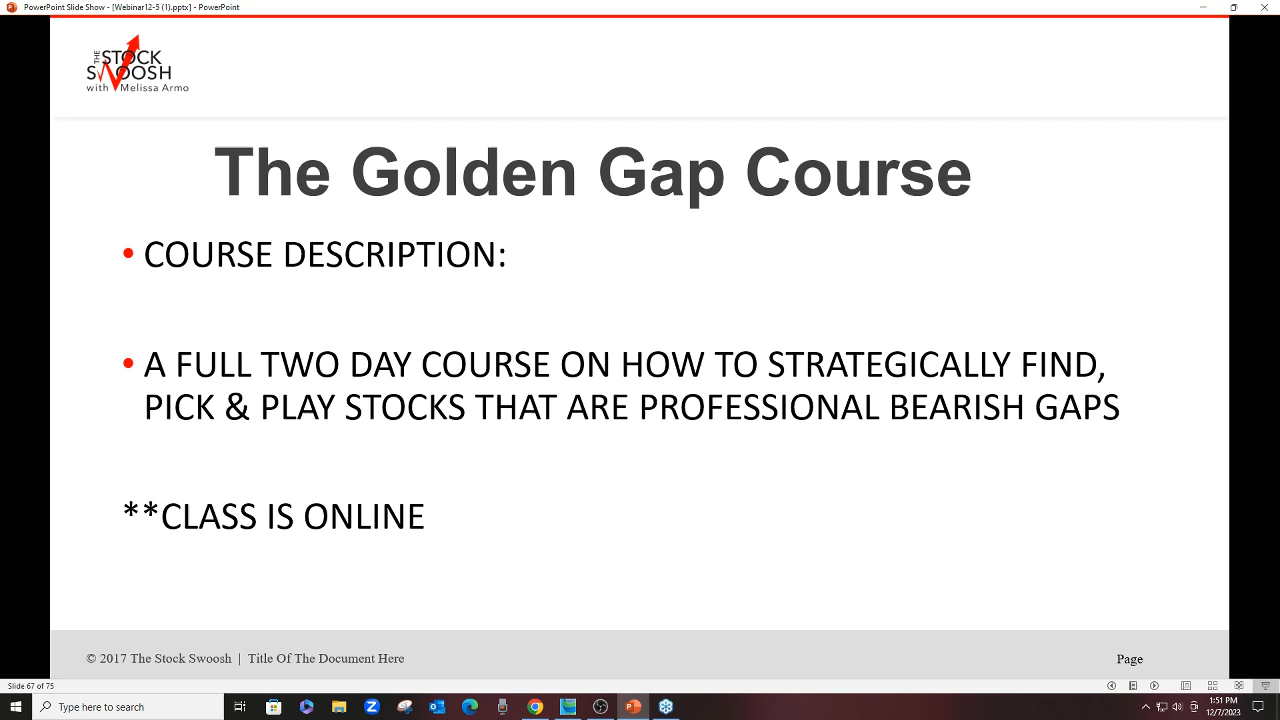 PowerPoint Slide Show - [Webinar12-5 (1).pptx] - PowerPoint
THE
STOCK
SWOOSH
with Melissa Armo
The Golden Gap Course
• COURSE DESCRIPTION:
• A FULL TWO DAY COURSE ON HOW TO STRATEGICALLY FIND,
PICK & PLAY STOCKS THAT ARE PROFESSIONAL BEARISH GAPS
**CLASS IS ONLINE
© 2017 The Stock Swoosh | Title Of The Document Here
Page
Slide 67 of 75
Type here to search
1:51 PM
12/7/2023